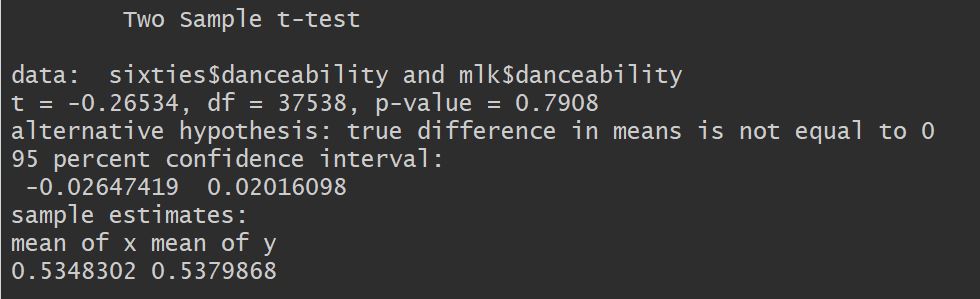 Two Sample t-test
data:  sixties$danceability and mlk$danceability
t = -0.26534, df = 37538, p-value = 0.7908
alternative hypothesis: true difference in means is not equal to 0
95 percent confidence interval:
 -0.02647419  0.02016098
sample estimates:
mean of x mean of y
0.5348302 0.5379868